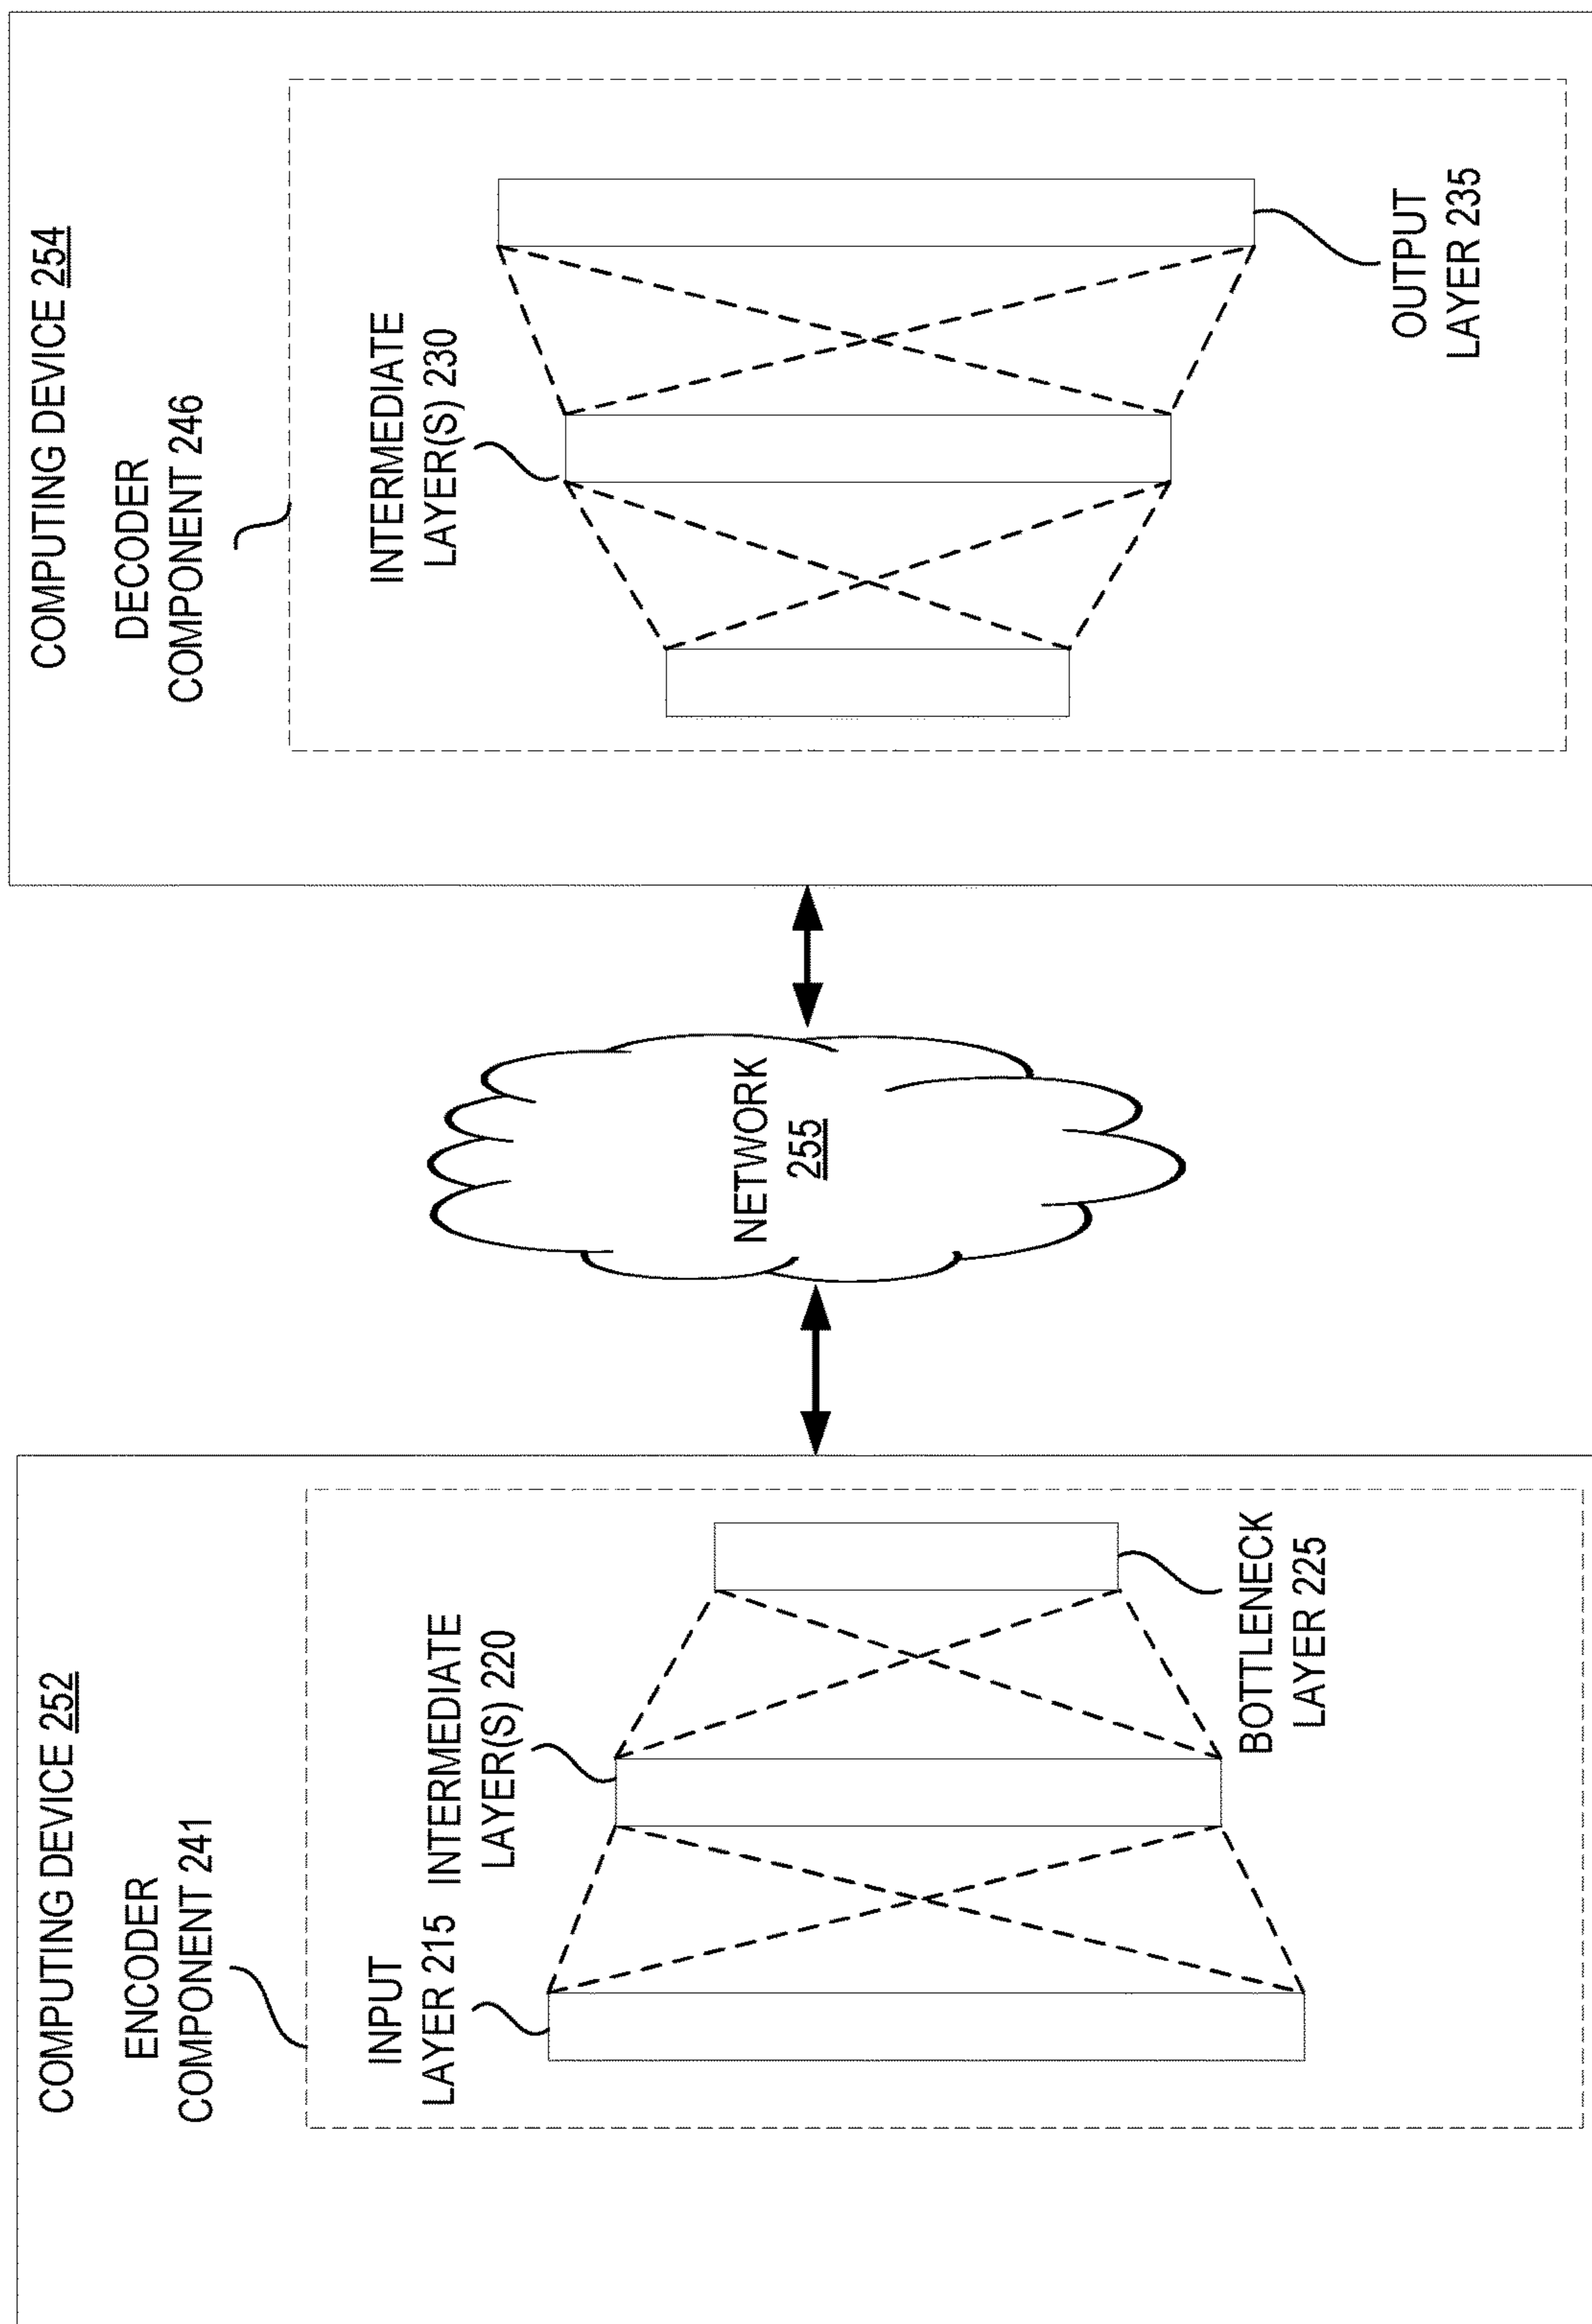 COMPUTING DEVICE 252
ENCODER
COMPONENT 241
INPUT
LAYER 215
INTERMEDIATE
LAYER(S) 220
BOTTLENECK
LAYER 225
NETWORK
255
COMPUTING DEVICE 254
DECODER
COMPONENT 246
INTERMEDIATE
LAYER(S) 230
OUTPUT
LAYER 235